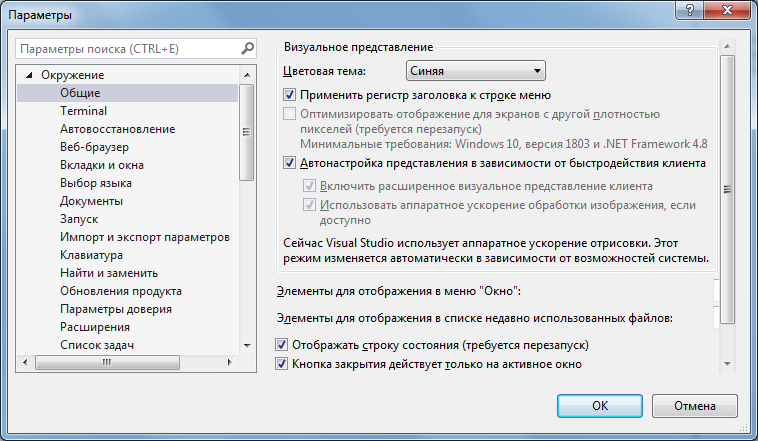 Параметры
Параметры поиска (CTRL+E)
Окружение
Общие
Terminal
Автовосстановление
Веб-браузер
Вкладки и окна
Выбор языка
Документы
Запуск
Импорт и экспорт параметров
Клавиатура
Найти и заменить
Обновления продукта
Параметры доверия
Расширения
Список задач
Визуальное представление
Цветовая тема:
Синяя
Применить регистр заголовка к строке меню
Оптимизировать отображение для экранов с другой плотностью
пикселей (требуется перезапуск)
Минимальные требования: Windows 10, версия 1803 и .NET Framework 4.8
Автонастройка представления в зависимости от быстродействия клиента
Включить расширенное визуальное представление клиента
Использовать аппаратное ускорение обработки изображения, если
доступно
Сейчас Visual Studio использует аппаратное ускорение отрисовки. Этот
режим изменяется автоматически в зависимости от возможностей системы.
Элементы для отображения в меню "Окно":
Элементы для отображения в списке недавно использованных файлов:
Отображать строку состояния (требуется перезапуск)
Кнопка закрытия действует только на активное окно
OK
Отмена